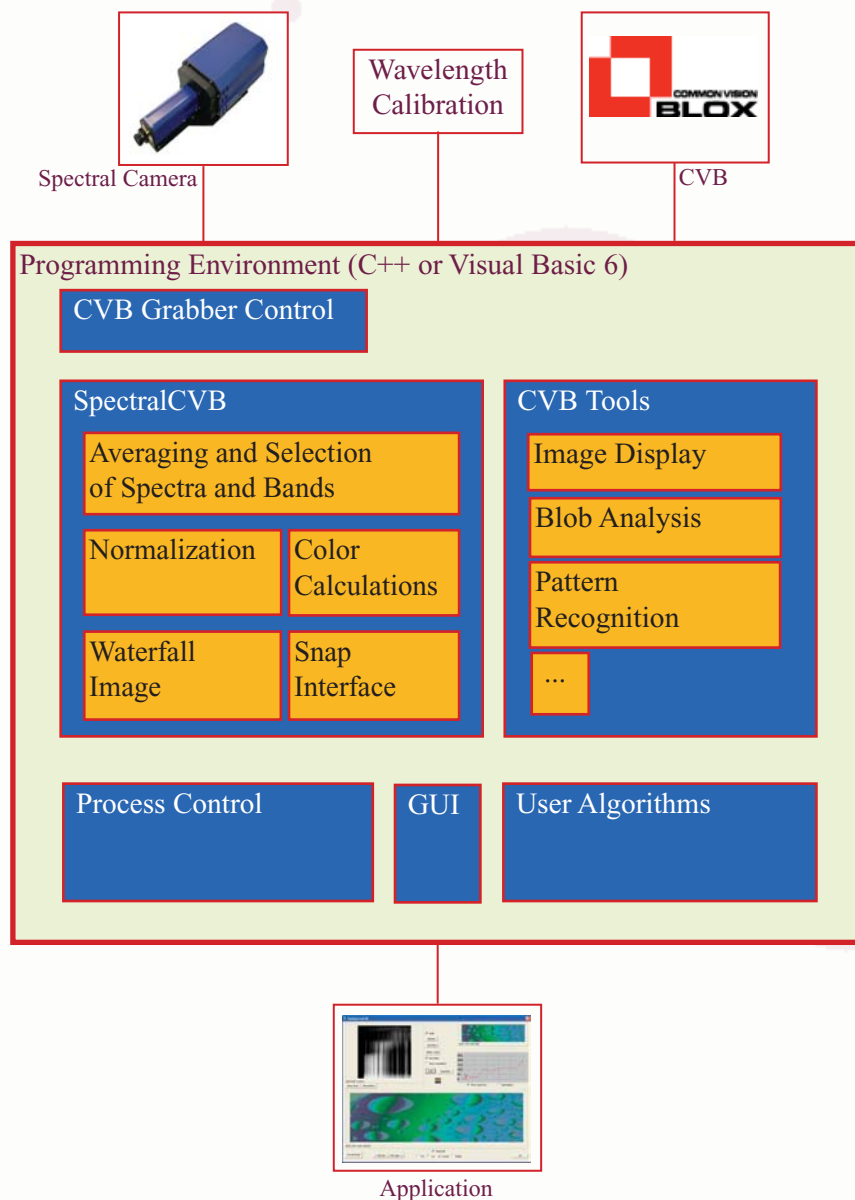 Wavelength
Calibration
COMMON VISION
BLOX
Spectral Camera
CVB
Programming Environment (C++ or Visual Basic 6)
CVB Grabber Control
SpectralCVB
Averaging and Selection
of Spectra and Bands
Normalization
Color
Calculations
Waterfall
Image
Snap
Interface
CVB Tools
Image Display
Blob Analysis
Pattern
Recognition
...
Process Control
GUI
User Algorithms
Application